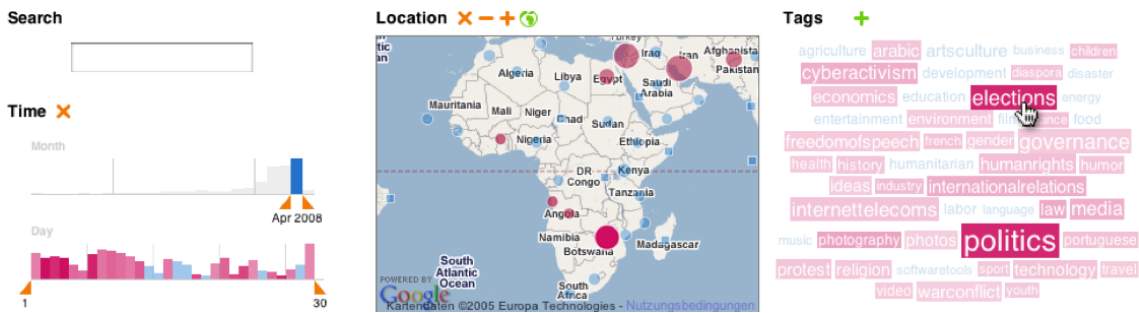 Search
Location
Tags
Time
Month
Apr 2008
Day
1
30
Turkey
Iraq
Iran
Afghanista
Pakistan
Algeria
Libya
Egypt
Saudi
Arabia
Mauritania
Mali
Niger
Chad
Sudan
Nigeria
Ethiopia
DR
Congo
Kenya
Tanzania
Angola
Namibia
Botswana
Madagascar
South
Atlantic
Ocean
South
Africa
POWERED BY
Google
Kartendaten ©2005 Europa Technologies - Nutzungsbedingungen
agriculture arabic artsculture business children
cyberactivism development diaspora disaster
economics education elections energy
entertainment environment film food
freedomofspeech french gender governance
health history humanitarian humanrights humor
ideas industry internationalrelations
internettelecoms labor language law media
music photography photos politics portuguese
protest religion softwaretools sport technology travel
video warconflict youth